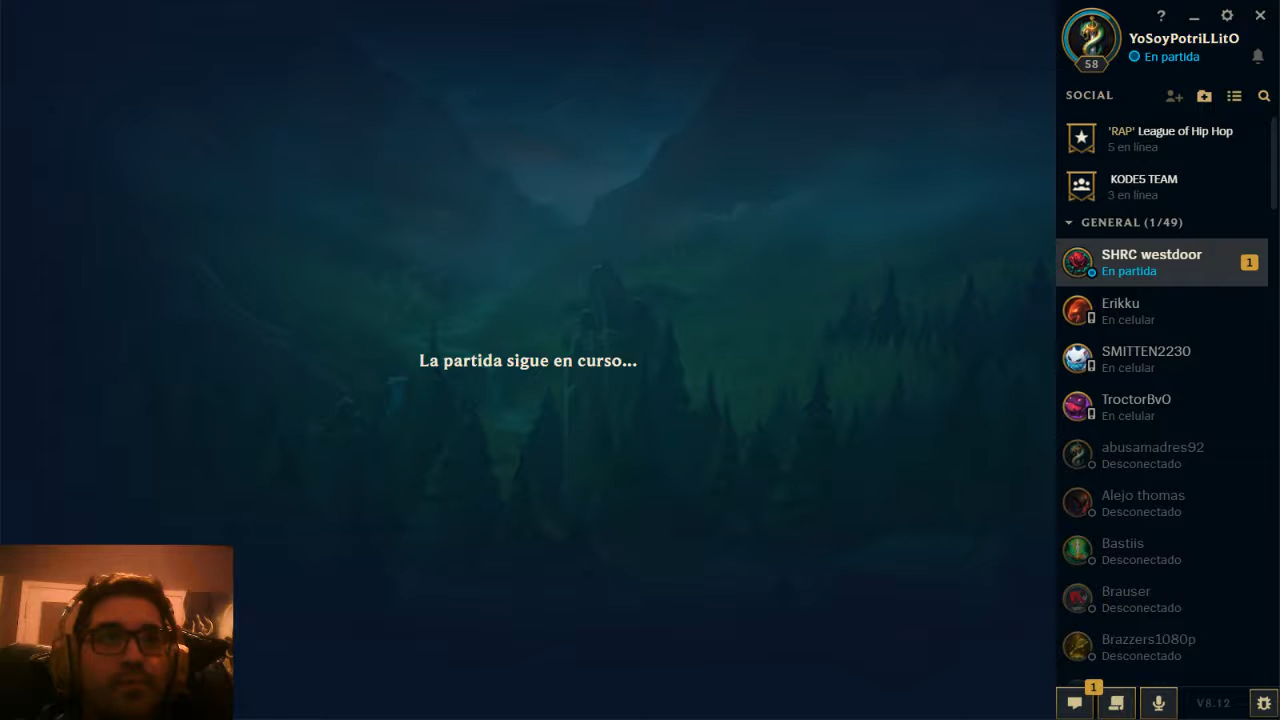 ?
YoSoyPotriLLitO
En partida
58
SOCIAL
'RAP' League of Hip Hop
5 en línea
KODE5 TEAM
3 en línea
GENERAL (1/49)
SHRC westdoor
En partida
1
Erikku
En celular
SMITTEN2230
En celular
La partida sigue en curso...
TroctorBvO
En celular
abusamadres92
Desconectado
Alejo thomas
Desconectado
Bastiis
Desconectado
Brauser
Desconectado
Brazzers1080p
Desconectado
1
V8.12